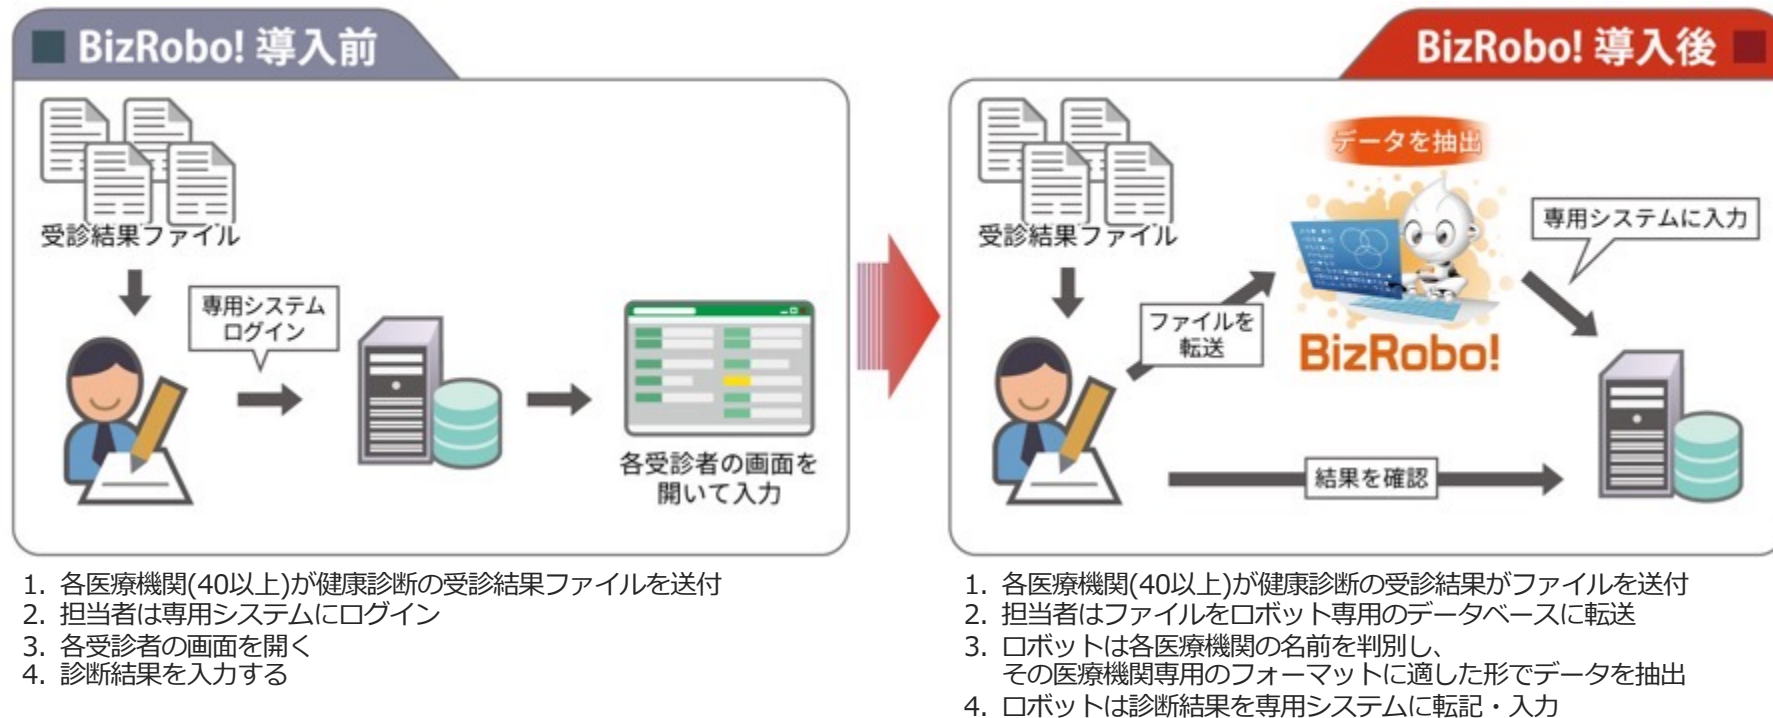 BizRobo! 導入前
受診結果ファイル
専用システム
ログイン
各受診者の画面を
開いて入力
1. 各医療機関(40以上)が健康診断の受診結果ファイルを送付
2. 担当者は専用システムにログイン
3. 各受診者の画面を開く
4. 診断結果を入力する
BizRobo! 導入後
受診結果ファイル
データを抽出
専用システムに入力
ファイルを
転送
BizRobo!
結果を確認
1. 各医療機関(40以上)が健康診断の受診結果がファイルを送付
2. 担当者はファイルをロボット専用のデータベースに転送
3. ロボットは各医療機関の名前を判別し、
その医療機関専用のフォーマットに適した形でデータを抽出
4. ロボットは診断結果を専用システムに転記・入力